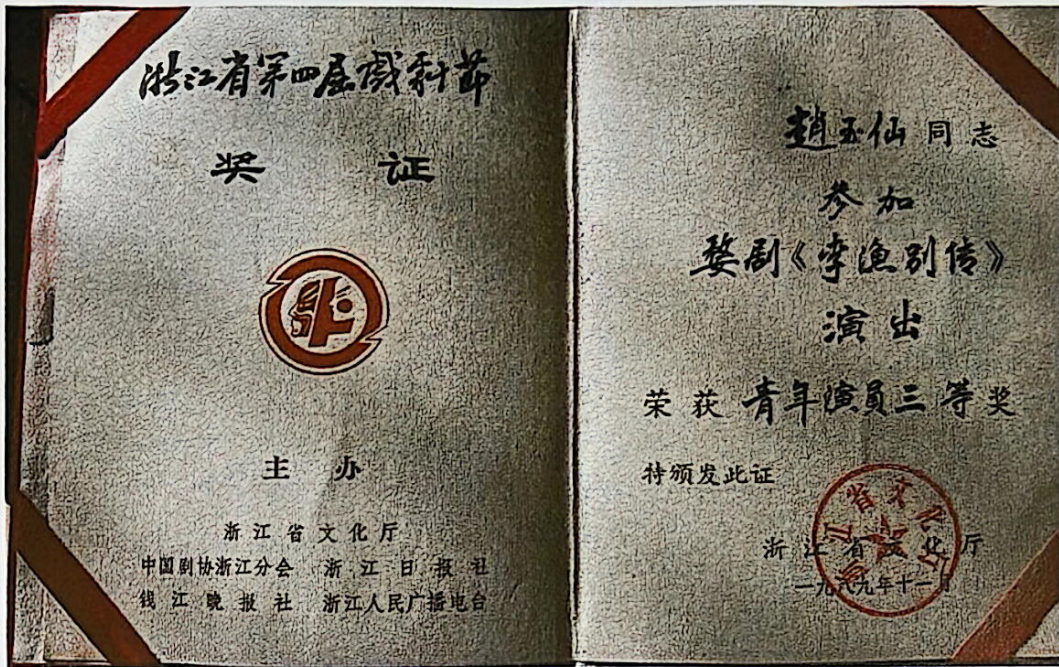 浙江省第四届戏剧节
奖 证
主 办
浙江省文化厅
中国剧协浙江分会 浙江日报社
钱江晚报社 浙江人民广播电台
趙玉仙同志
参加
婺剧《李渔别传》
演出
荣获青年演员三等奖
特颁发此证
浙江省文化厅
一九八九年十一月